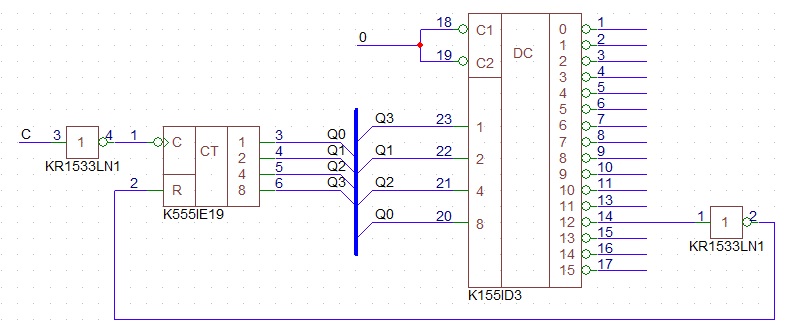 0
18 C1 DC 0 1
1 2
19 C2 2 3
3 4
4 5
5 6
Q3 23 1 6 7
C 3 1 4 1 C CT 1 3 Q0 7 8
2 4 Q1 Q1 22 2 8 9
KR1533LN1 4 5 Q2 9 10
2 R 8 6 Q3 Q2 21 4 10 11
K555IE19 11 13
Q0 20 8 12 14 1 1 2
13 15
KR1533LN1
14 16
15 17
K155ID3